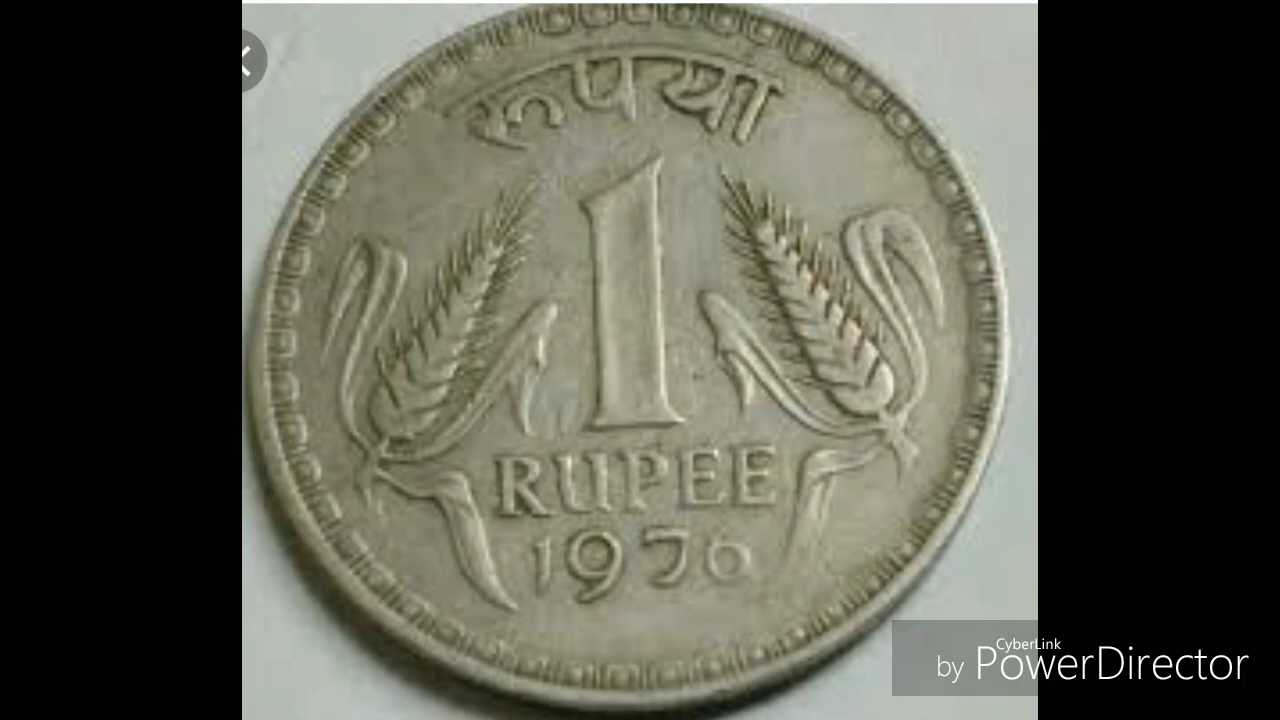 रूपया
1
RUPEE
1976
CyberLink
by PowerDirector